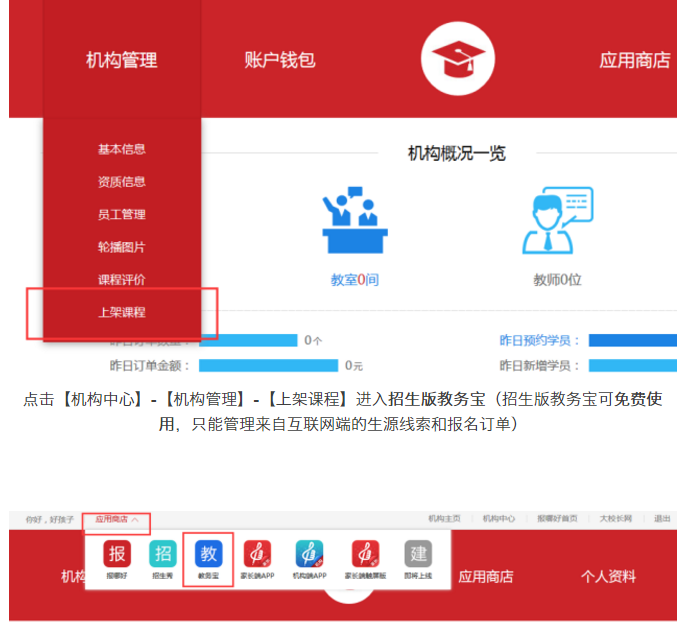 机构管理
账户钱包
应用商店
基本信息
资质信息
员工管理
轮播图片
课程评价
上架课程
机构概况一览
教室0间
教师0位
0个
昨日预约学员：
昨日订单金额：
0元
昨日新增学员：
点击【机构中心】-【机构管理】-【上架课程】进入招生版教务宝（招生版教务宝可免费使
用，只能管理来自互联网端的生源线索和报名订单）
你好，好孩子
应用商店
机构主页
机构中心
报哪好首页
大校长网
退出
报
招
教
建
报哪好
招生秀
教务宝
家长端APP
机构端APP
家长端触屏版
即将上线
机构
应用商店
个人资料